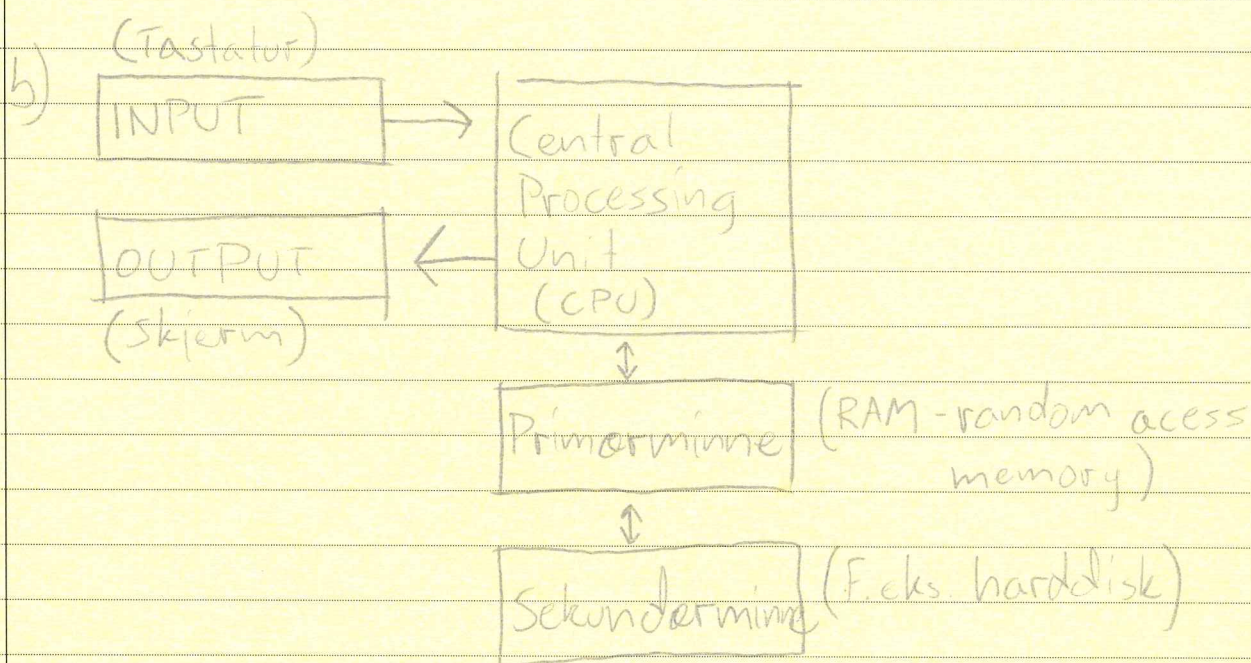 b)
(Tastatur)
INPUT
OUTPUT
(skjerm)
Central
Processing
Unit
(CPU)
Primærminne
(RAM - random acess
memory)
Sekundærminne
(F.eks. harddisk)